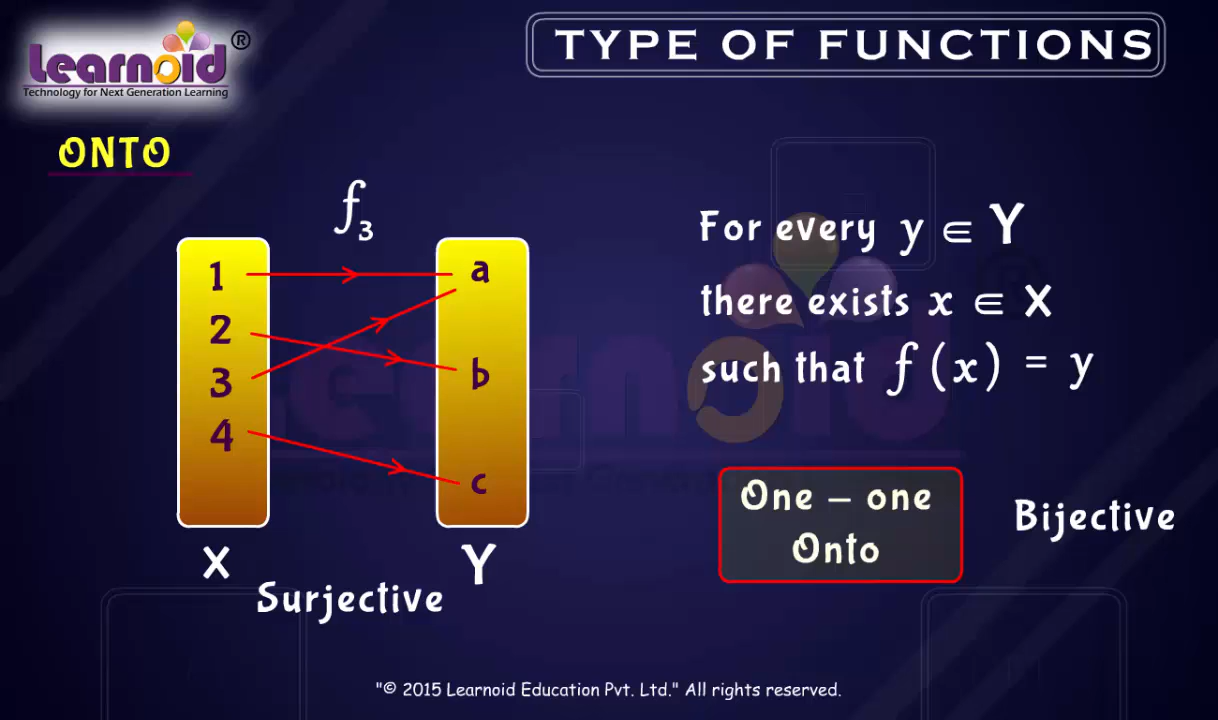 Learnoid®
Technology for Next Generation Learning
TYPE OF FUNCTIONS
ONTO
f₃
1
2
3
4
a
b
c
X
Y
Surjective
For every y ∈ Y
there exists x ∈ X
such that f (x) = y
One – one
Onto
Bijective
"© 2015 Learnoid Education Pvt. Ltd." All rights reserved.